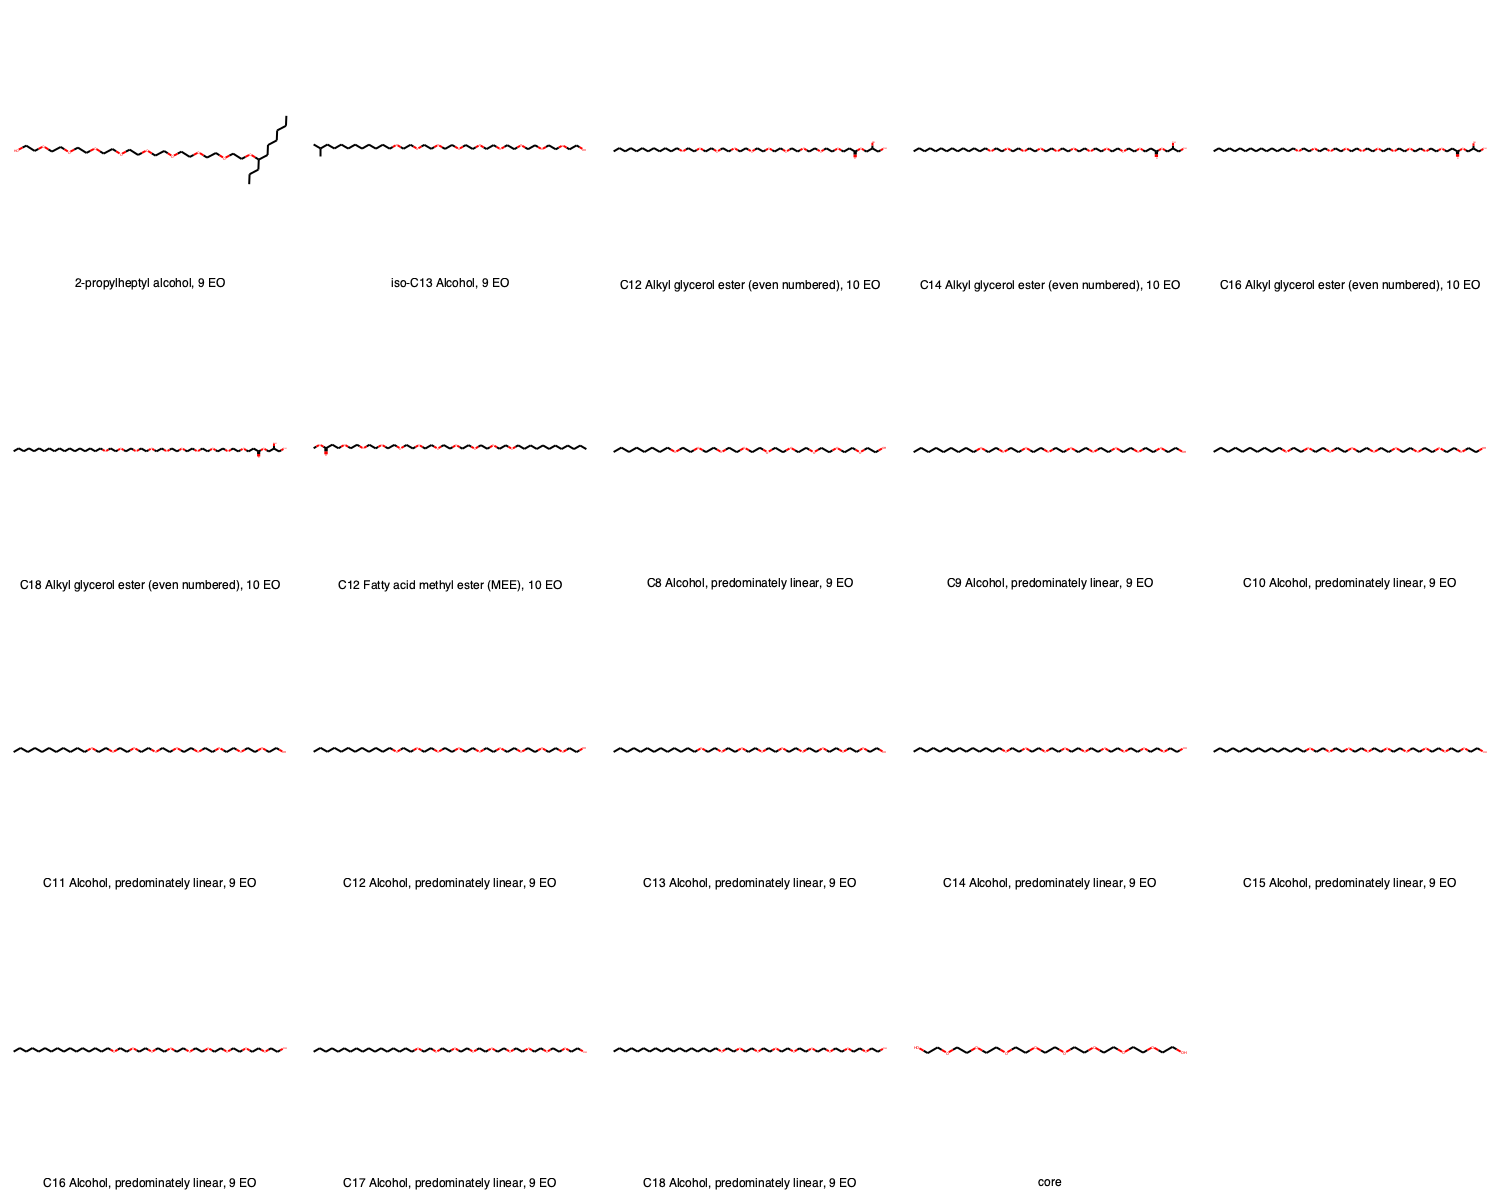 2-propylheptyl alcohol, 9 EO
iso-C13 Alcohol, 9 EO
C12 Alkyl glycerol ester (even numbered), 10 EO
C14 Alkyl glycerol ester (even numbered), 10 EO
C16 Alkyl glycerol ester (even numbered), 10 EO
C18 Alkyl glycerol ester (even numbered), 10 EO
C12 Fatty acid methyl ester (MEE), 10 EO
C8 Alcohol, predominately linear, 9 EO
C9 Alcohol, predominately linear, 9 EO
C10 Alcohol, predominately linear, 9 EO
C11 Alcohol, predominately linear, 9 EO
C12 Alcohol, predominately linear, 9 EO
C13 Alcohol, predominately linear, 9 EO
C14 Alcohol, predominately linear, 9 EO
C15 Alcohol, predominately linear, 9 EO
C16 Alcohol, predominately linear, 9 EO
C17 Alcohol, predominately linear, 9 EO
C18 Alcohol, predominately linear, 9 EO
core